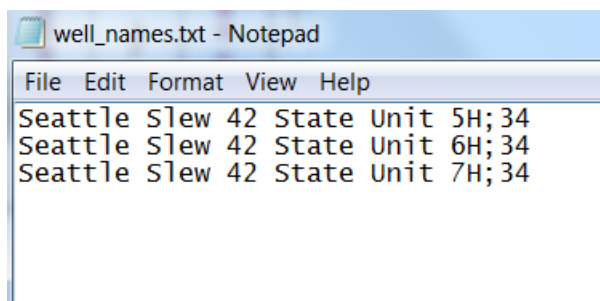 well_names.txt - Notepad
File Edit Format View Help
Seattle Slew 42 State Unit 5H;34
Seattle Slew 42 State Unit 6H;34
Seattle Slew 42 State Unit 7H;34